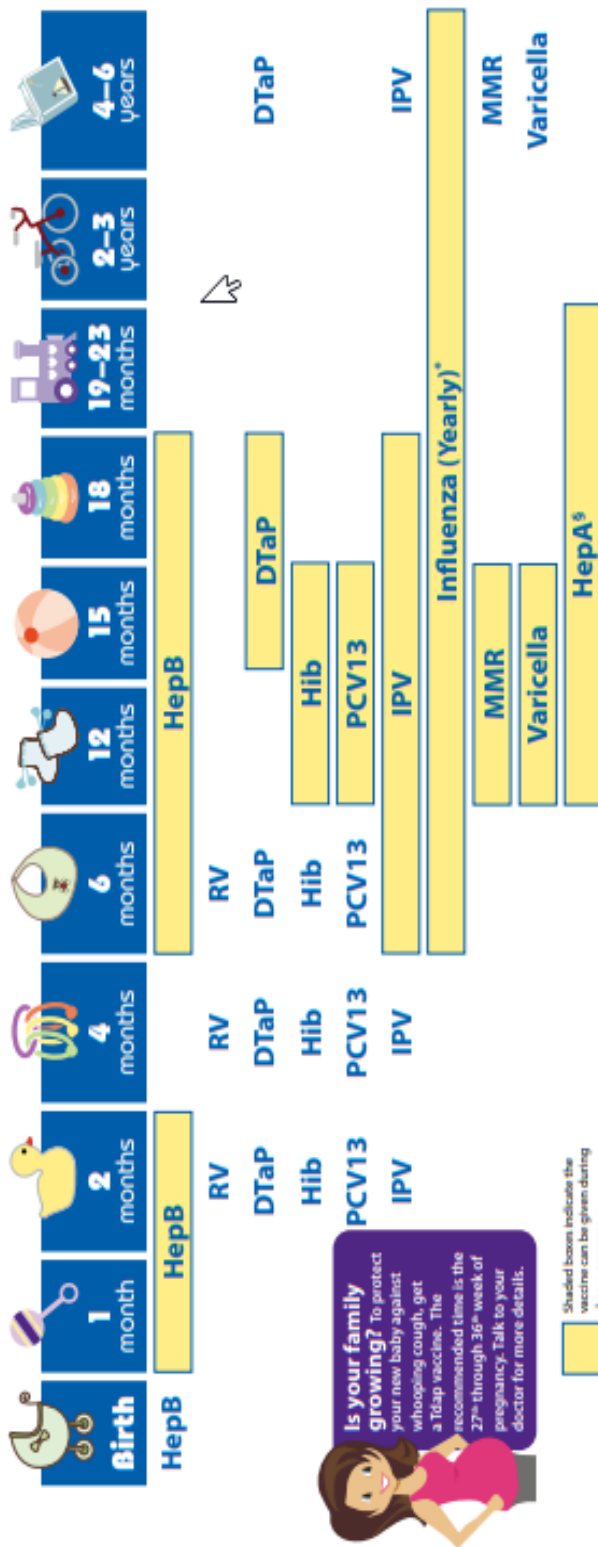 Birth
1
month
2
months
4
months
6
months
12
months
15
months
18
months
19–23
months
2–3
years
4–6
years
HepB
HepB
HepB
RV
RV
RV
DTaP
DTaP
DTaP
DTaP
DTaP
Hib
Hib
Hib
Hib
PCV13
PCV13
PCV13
PCV13
IPV
IPV
IPV
IPV
Influenza (Yearly)*
MMR
MMR
Varicella
Varicella
HepA§
Is your family
growing? To protect
your new baby against
whooping cough, get
a Tdap vaccine. The
recommended time is the
27th through 36th week of
pregnancy. Talk to your
doctor for more details.
Shaded boxes indicate the
vaccine can be given during